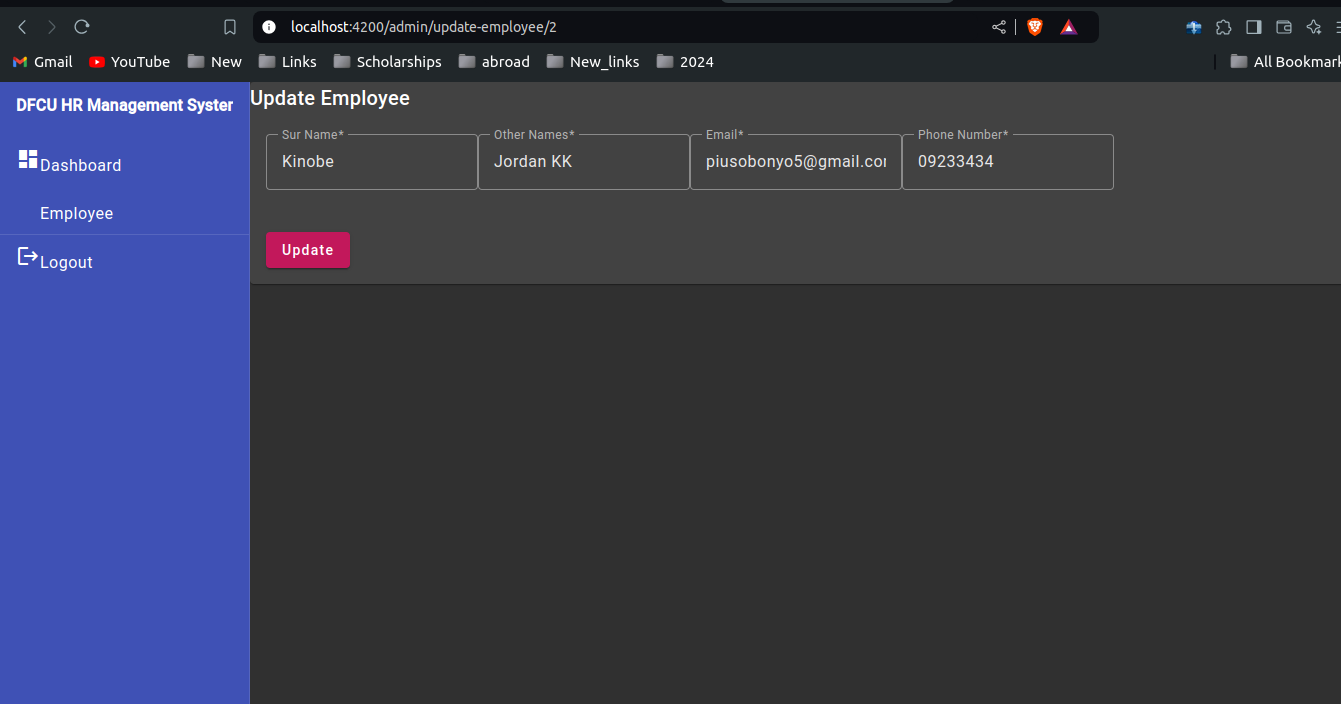 localhost:4200/admin/update-employee/2
Gmail YouTube New Links Scholarships abroad New_links 2024 All Bookmark
DFCU HR Management Syster
Update Employee
Sur Name* Other Names* Email* Phone Number*
Kinobe Jordan KK piusobonyo5@gmail.com 09233434
Dashboard
Employee
Update
Logout